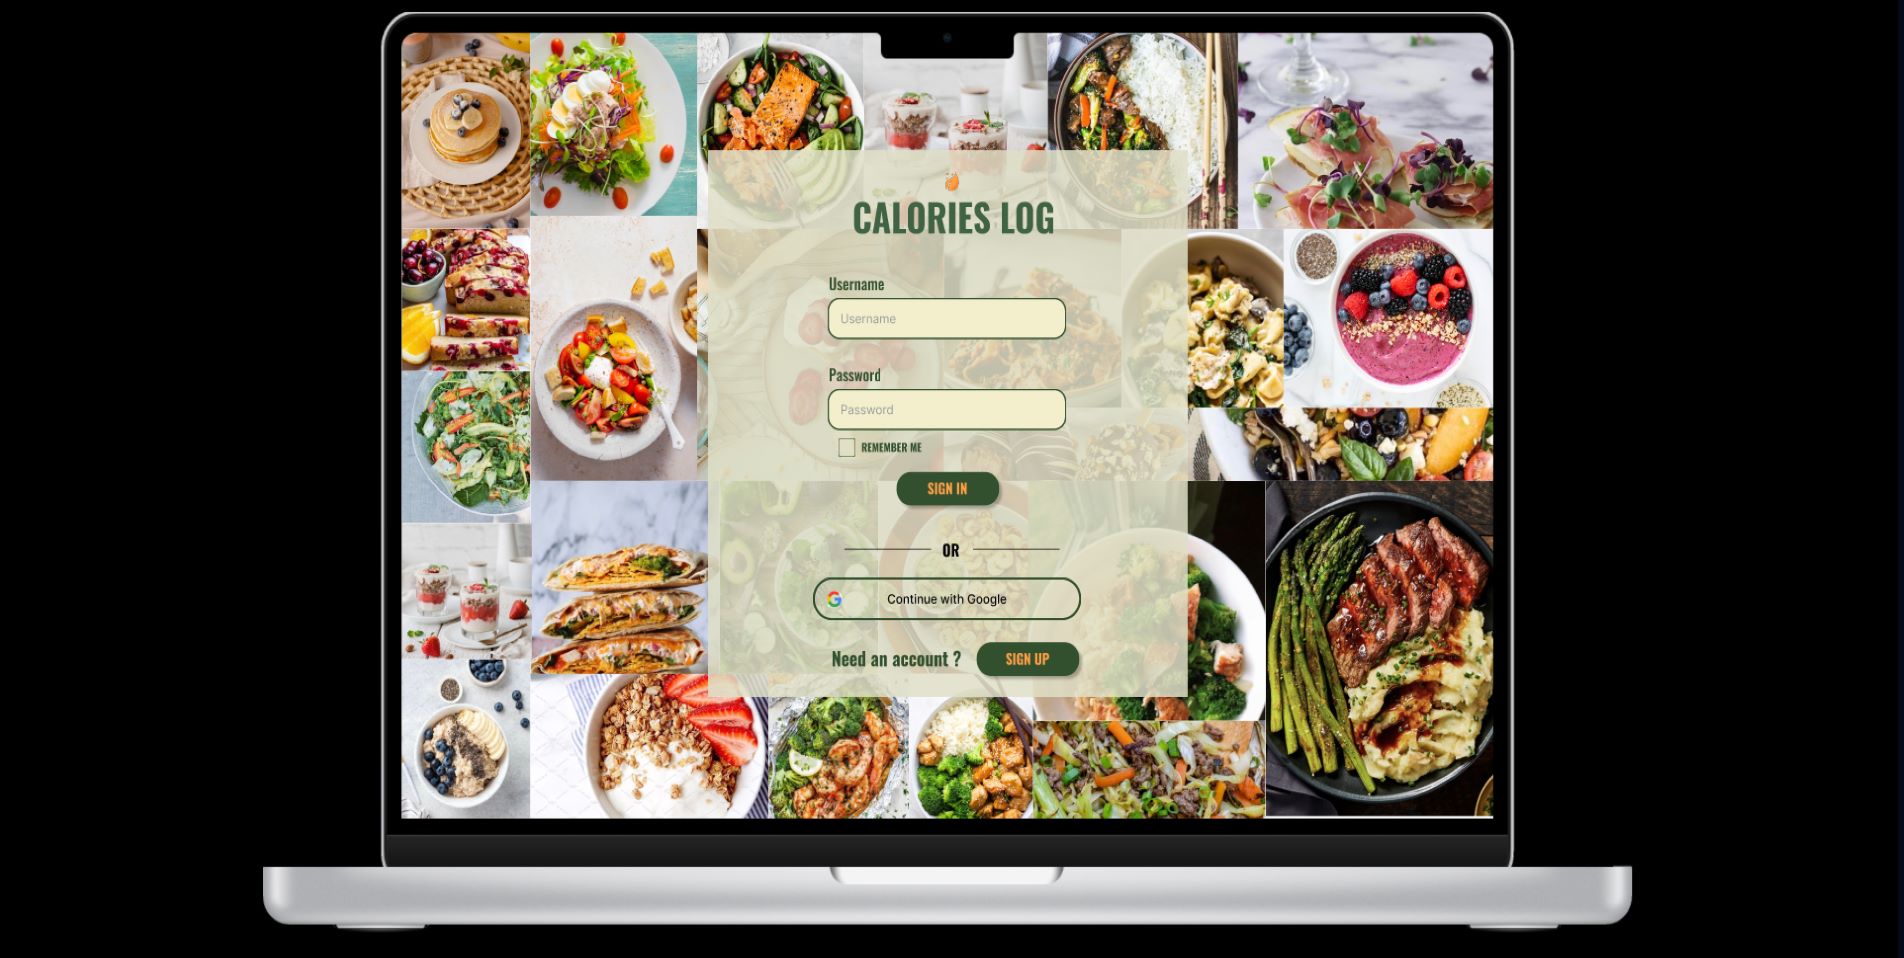 CALORIES LOG
Username
Username
Password
Password
REMEMBER ME
SIGN IN
OR
Continue with Google
Need an account ? SIGN UP